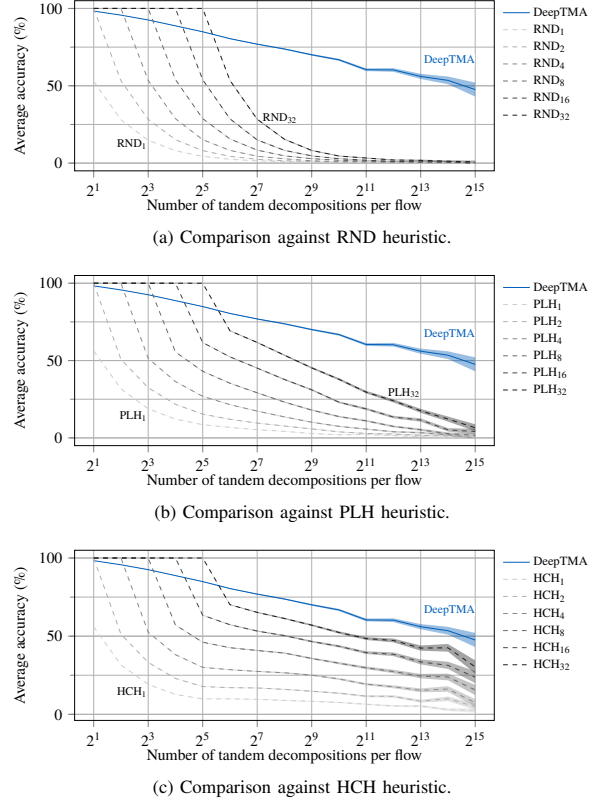 100
50
0
Average accuracy (%)
DeepTMA
RND₁
RND₃₂
2¹ 2³ 2⁵ 2⁷ 2⁹ 2¹¹ 2¹³ 2¹⁵
Number of tandem decompositions per flow
DeepTMA
RND₁
RND₂
RND₄
RND₈
RND₁₆
RND₃₂
(a) Comparison against RND heuristic.
100
50
0
Average accuracy (%)
DeepTMA
PLH₁
PLH₃₂
2¹ 2³ 2⁵ 2⁷ 2⁹ 2¹¹ 2¹³ 2¹⁵
Number of tandem decompositions per flow
DeepTMA
PLH₁
PLH₂
PLH₄
PLH₈
PLH₁₆
PLH₃₂
(b) Comparison against PLH heuristic.
100
50
0
Average accuracy (%)
DeepTMA
HCH₁
2¹ 2³ 2⁵ 2⁷ 2⁹ 2¹¹ 2¹³ 2¹⁵
Number of tandem decompositions per flow
DeepTMA
HCH₁
HCH₂
HCH₄
HCH₈
HCH₁₆
HCH₃₂
(c) Comparison against HCH heuristic.